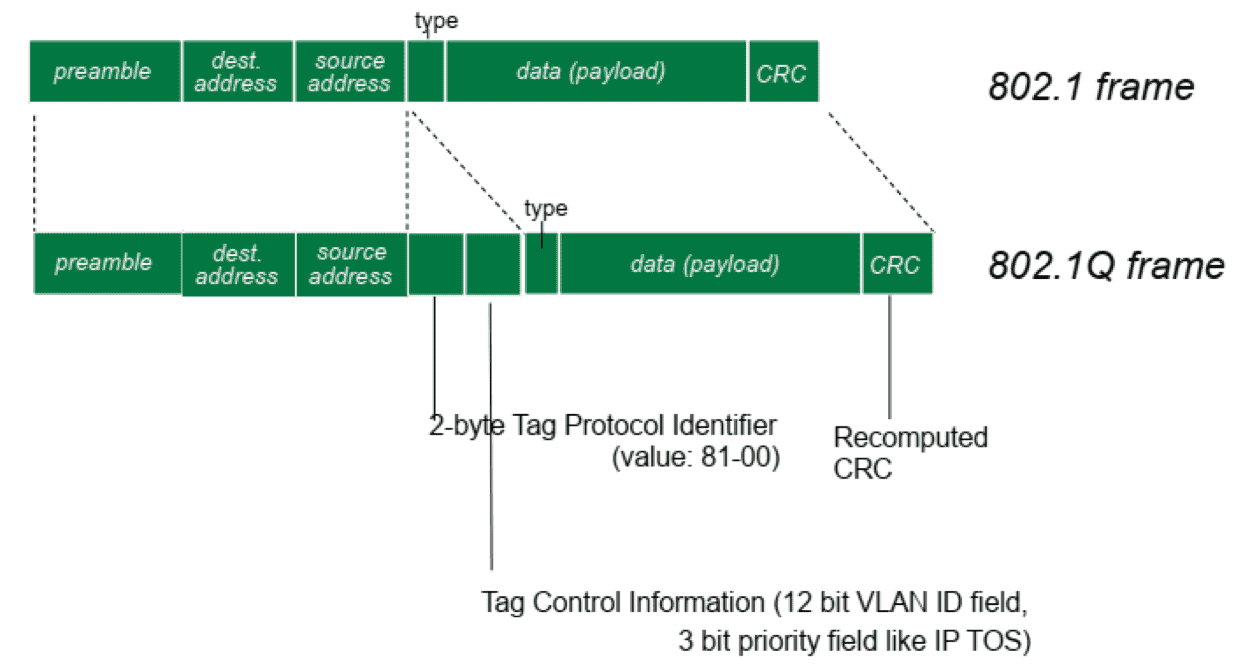 type
preamble
dest.
address
source
address
data (payload)
CRC
802.1 frame
type
preamble
dest.
address
source
address
data (payload)
CRC
802.1Q frame
2-byte Tag Protocol Identifier
(value: 81-00)
Recomputed
CRC
Tag Control Information (12 bit VLAN ID field,
3 bit priority field like IP TOS)